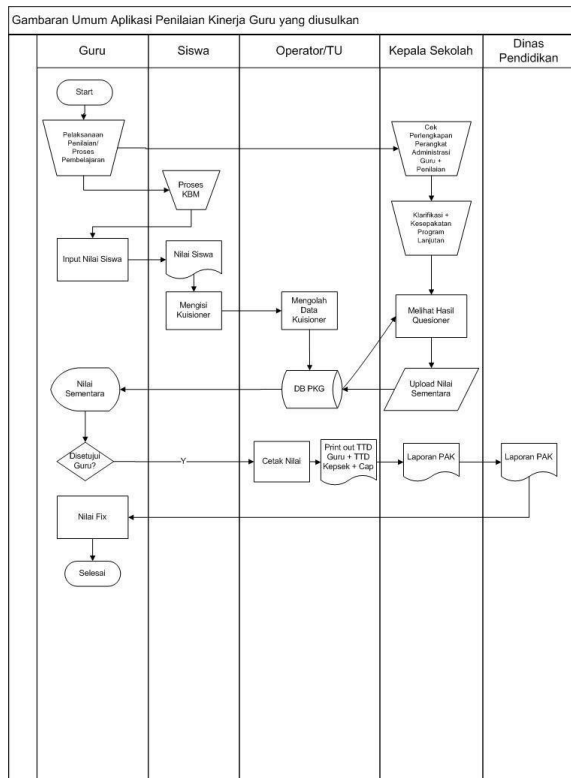 Gambaran Umum Aplikasi Penilaian Kinerja Guru yang diusulkan
Guru
Siswa
Operator/TU
Kepala Sekolah
Dinas
Pendidikan
Start
Pelaksanaan
Penilaian/
Proses
Pembelajaran
Cek
Perlengkapan
Perangkat
Administrasi
Guru +
Penilaian
Proses
KBM
Klarifikasi +
Kesepakatan
Program
Lanjutan
Input Nilai Siswa
Nilai Siswa
Mengisi
Kuisioner
Mengolah
Data
Kuisioner
Melihat Hasil
Quesioner
Nilai
Sementara
DB PKG
Upload Nilai
Sementara
Disetujui
Guru?
Y
Cetak Nilai
Print out TTD
Guru + TTD
Kepsek + Cap
Laporan PAK
Laporan PAK
Nilai Fix
Selesai